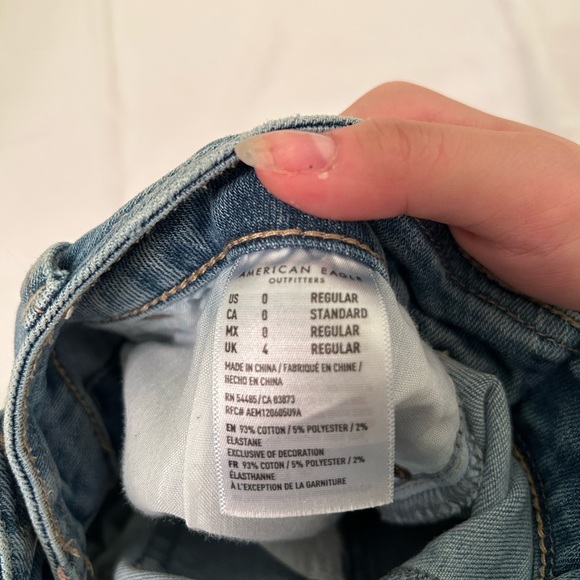 AMERICAN EAGLE
OUTFITTERS
US 0 REGULAR
CA 0 STANDARD
MX 0 REGULAR
UK 4 REGULAR
MADE IN CHINA / FABRIQUÉ EN CHINE /
HECHO EN CHINA
RN 54485/CA 03873
RFC# AEM120605U9A
EN 93% COTTON / 5% POLYESTER / 2%
ELASTANE
EXCLUSIVE OF DECORATION
FR 93% COTON / 5% POLYESTER / 2%
ÉLASTHANNE
À L'EXCEPTION DE LA GARNITURE